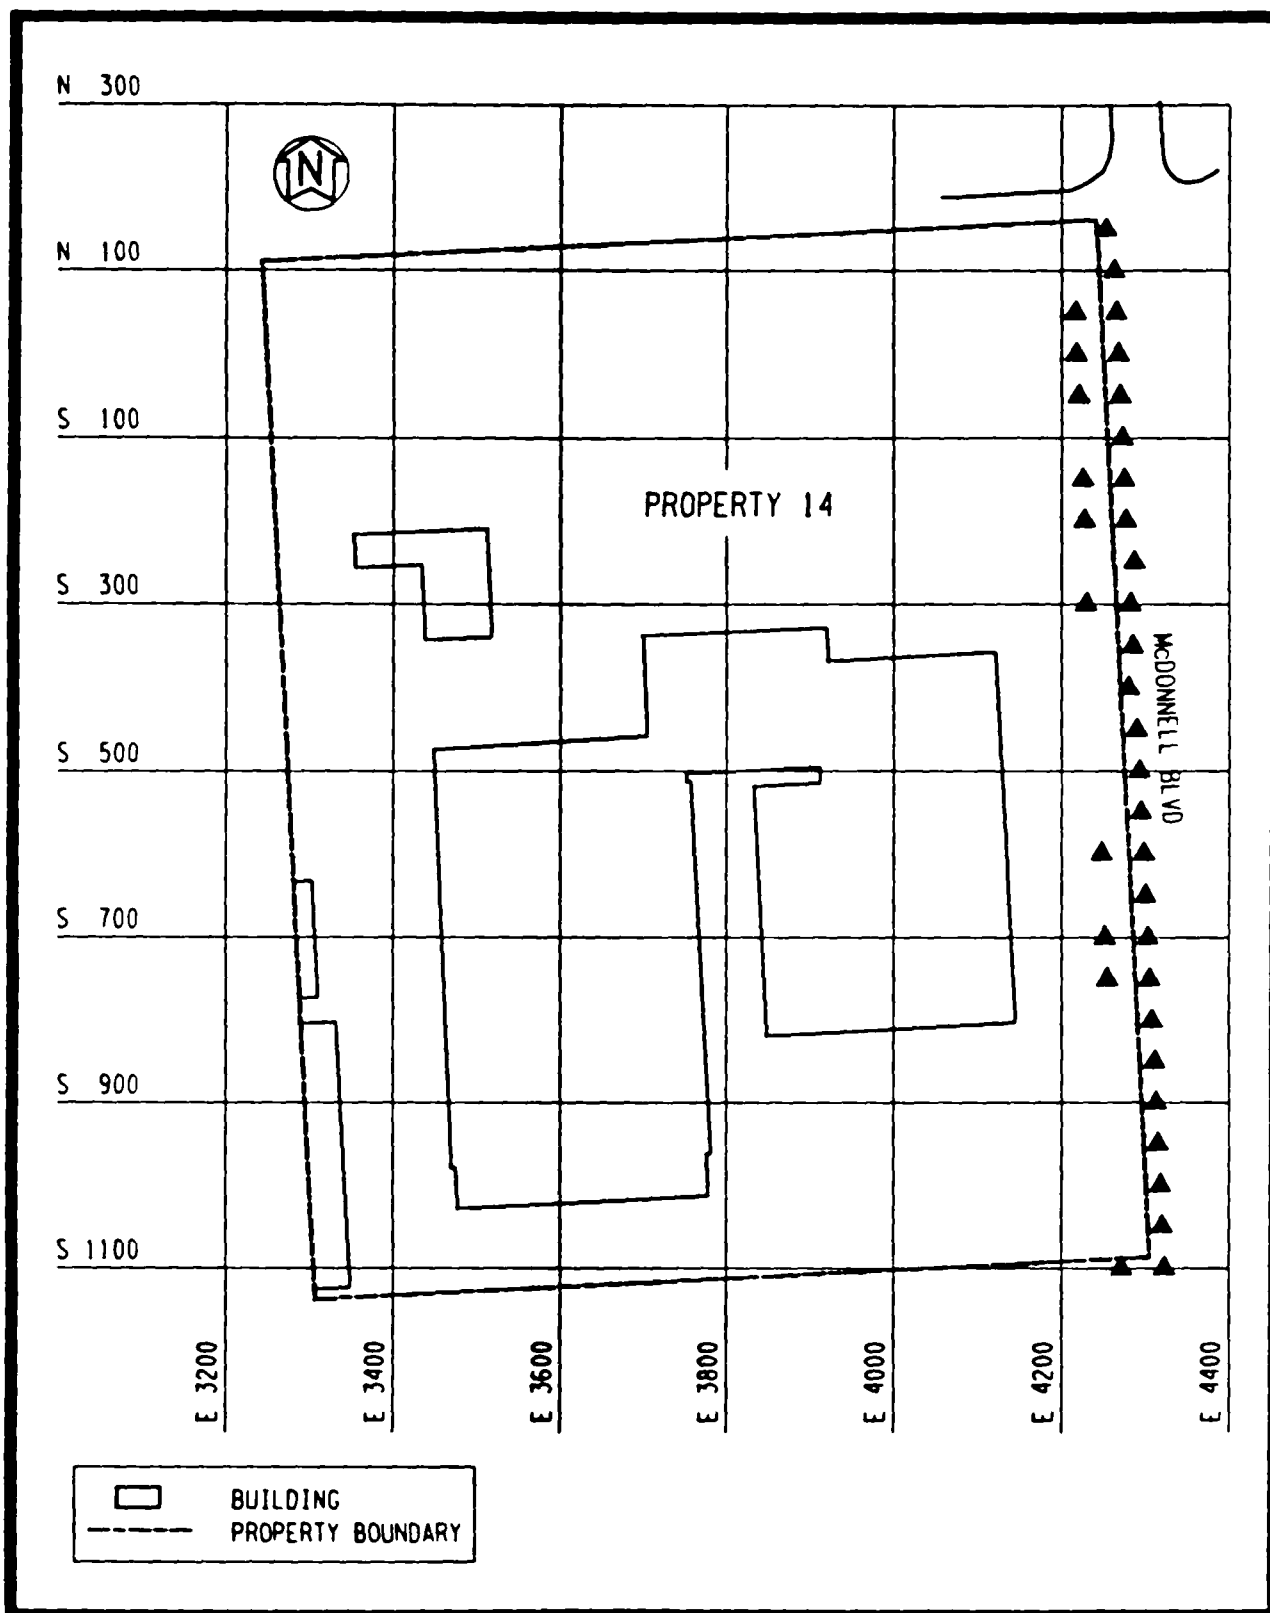 N 300
N
N 100
S 100
PROPERTY 14
S 300
McDONNELL BLVD
S 500
S 700
S 900
S 1100
E 3200
E 3400
E 3600
E 3800
E 4000
E 4200
E 4400
BUILDING
PROPERTY BOUNDARY